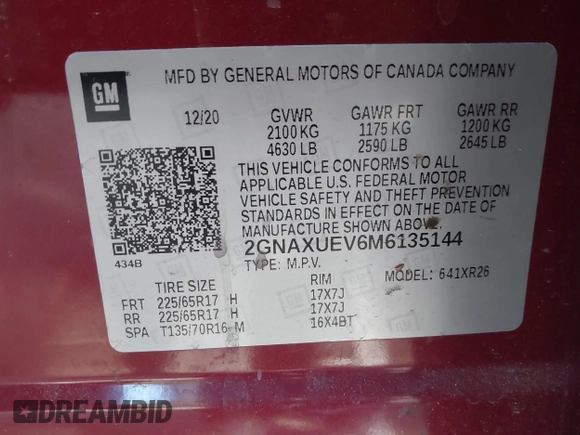 GM
MFD BY GENERAL MOTORS OF CANADA COMPANY
12/20 GVWR GAWR FRT GAWR RR
2100 KG 1175 KG 1200 KG
4630 LB 2590 LB 2645 LB
THIS VEHICLE CONFORMS TO ALL
APPLICABLE U.S. FEDERAL MOTOR
VEHICLE SAFETY AND THEFT PREVENTION
STANDARDS IN EFFECT ON THE DATE OF
MANUFACTURE SHOWN ABOVE.
434B
2GNAXUEV6M6135144
TYPE: M.P.V. MODEL: 641XR26
TIRE SIZE RIM
FRT 225/65R17 H 17X7J
RR 225/65R17 H 17X7J
SPA T135/70R16 M 16X4BT
DREAMBID